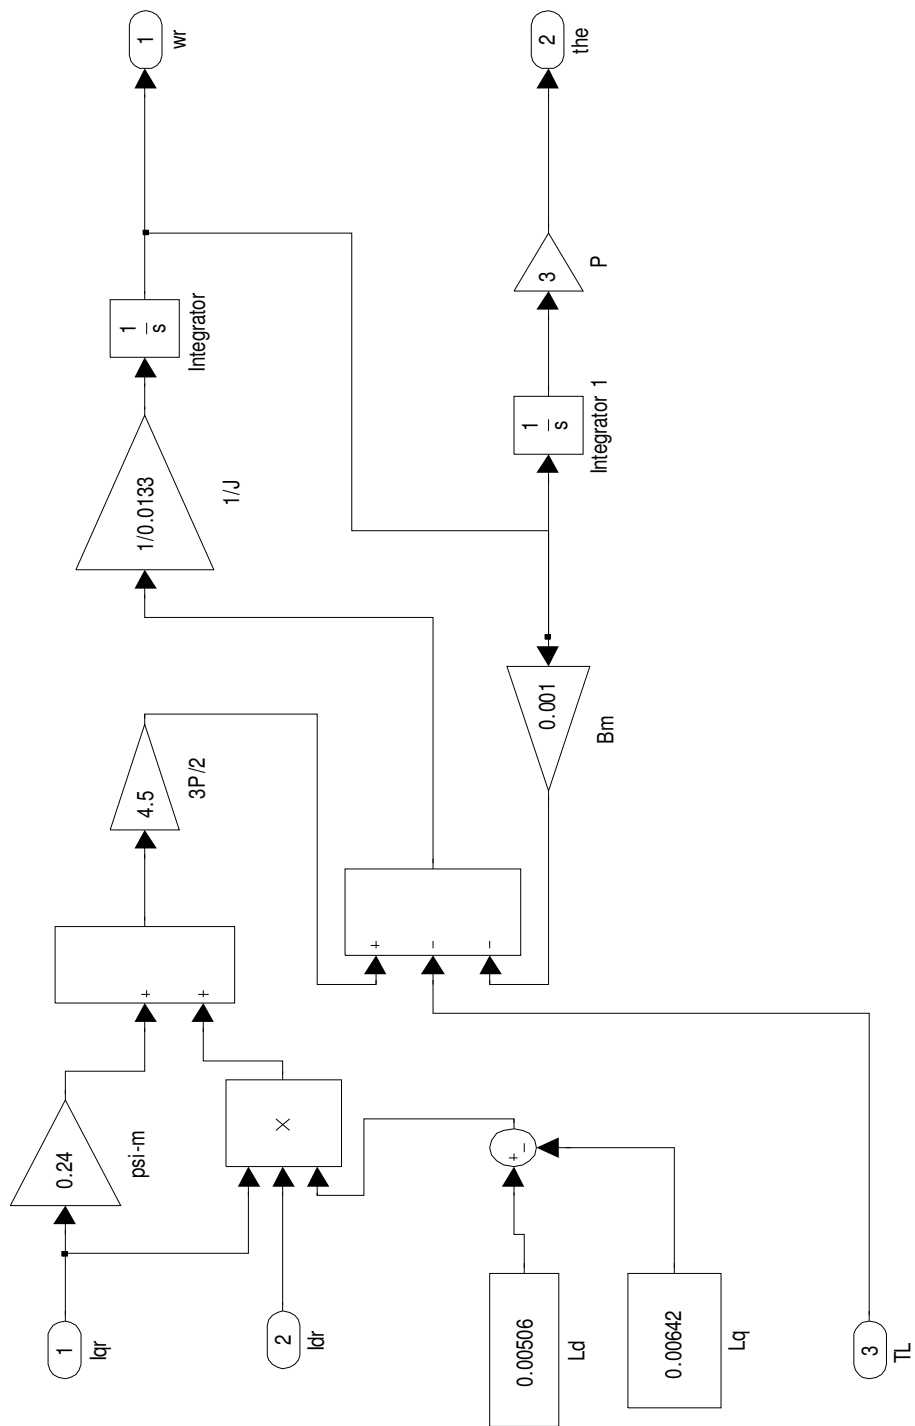 1
Iqr
0.24
psi-m
+
+
4.5
3P/2
1/0.0133
1/J
1
s
Integrator
1
wr
2
Idr
X
+
-
-
0.001
Bm
1
s
Integrator 1
3
P
2
the
0.00506
Ld
+
-
0.00642
Lq
3
TL